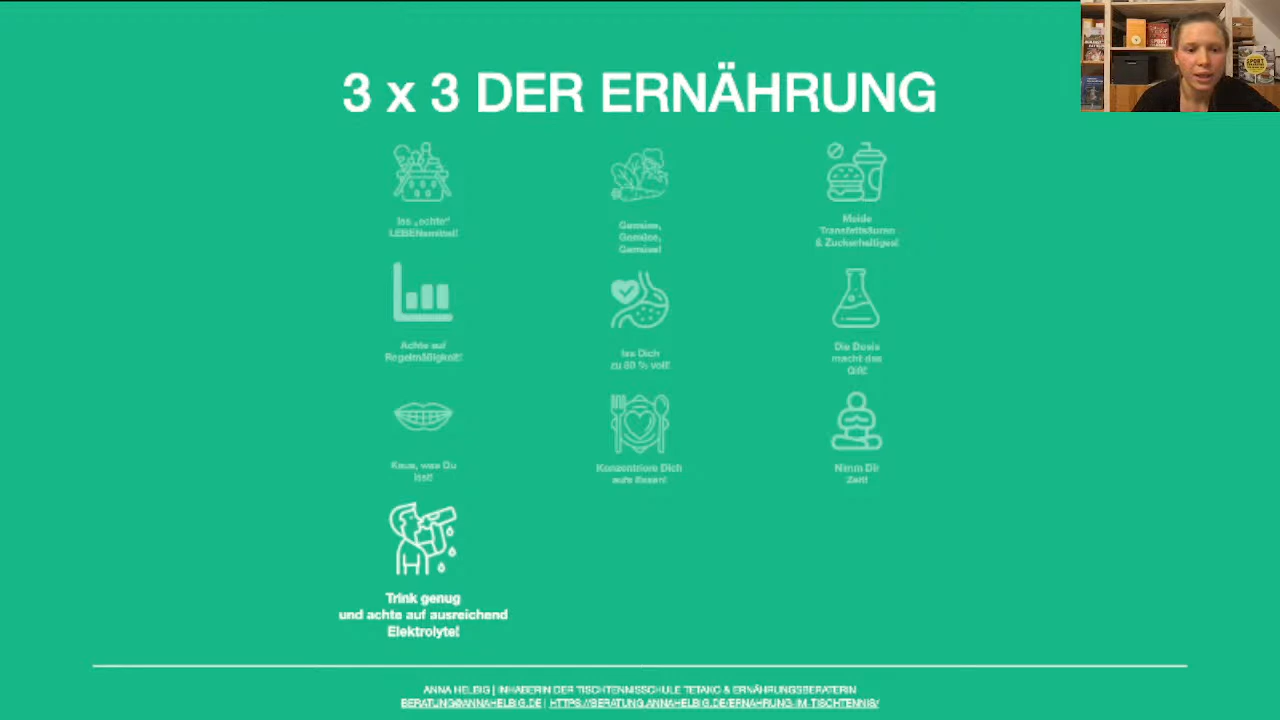 3 x 3 DER ERNÄHRUNG
Iss „echte“
LEBENsmittel!
Gemüse,
Gemüse,
Gemüse!
Meide
Transfettsäuren
& Zuckerhaltiges!
Achte auf
Regelmäßigkeit!
Iss Dich
zu 80 % voll!
Die Dosis
macht das
Gift!
Kaue, was Du
isst!
Konzentriere Dich
aufs Essen!
Nimm Dir
Zeit!
Trink genug
und achte auf ausreichend
Elektrolyte!
ANNA HELBIG | INHABERIN DER TISCHTENNISSCHULE TETAKO & ERNÄHRUNGSBERATERIN
BERATUNG@ANNAHELBIG.DE | HTTPS://BERATUNG.ANNAHELBIG.DE/ERNAHRUNG-IM-TISCHTENNIS/